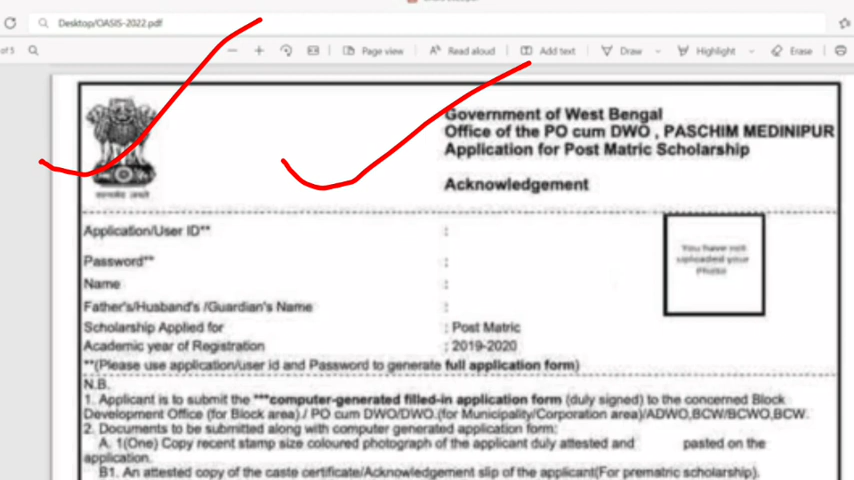 Desktop/OASIS-2022.pdf
of 5 Page view Read aloud Add text Draw Highlight Erase
Government of West Bengal
Office of the PO cum DWO , PASCHIM MEDINIPUR
Application for Post Matric Scholarship
Acknowledgement
सत्यमेव जयते
Application/User ID** :
You have not
uploaded your
Photo
Password** :
Name :
Father's/Husband's /Guardian's Name :
Scholarship Applied for : Post Matric
Academic year of Registration : 2019-2020
**(Please use application/user id and Password to generate full application form)
N.B.
1. Applicant is to submit the ***computer-generated filled-in application form (duly signed) to the concerned Block
Development Office (for Block area)./ PO cum DWO/DWO.(for Municipality/Corporation area)/ADWO,BCW/BCWO,BCW.
2. Documents to be submitted along with computer generated application form:
A. 1(One) Copy recent stamp size coloured photograph of the applicant duly attested and pasted on the
application.
B1. An attested copy of the caste certificate/Acknowledgement slip of the applicant(For prematric scholarship).